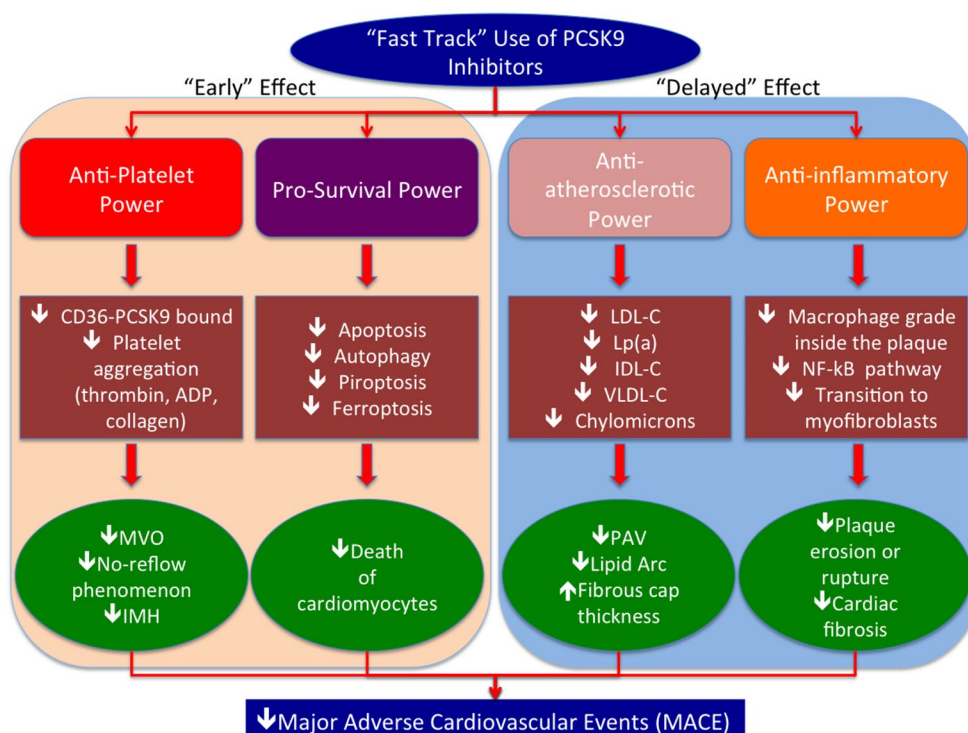 “Fast Track” Use of PCSK9
Inhibitors
“Early” Effect
“Delayed” Effect
Anti-Platelet
Power
Pro-Survival Power
Anti-
atherosclerotic
Power
Anti-inflammatory
Power
↓ CD36-PCSK9 bound
↓ Platelet
aggregation
(thrombin, ADP,
collagen)
↓ Apoptosis
↓ Autophagy
↓ Piroptosis
↓ Ferroptosis
↓ LDL-C
↓ Lp(a)
↓ IDL-C
↓ VLDL-C
↓ Chylomicrons
↓ Macrophage grade
inside the plaque
↓ NF-kB pathway
↓ Transition to
myofibroblasts
↓MVO
↓No-reflow
phenomenon
↓IMH
↓Death
of
cardiomyocytes
↓PAV
↓Lipid Arc
↑Fibrous cap
thickness
↓Plaque
erosion or
rupture
↓Cardiac
fibrosis
↓Major Adverse Cardiovascular Events (MACE)